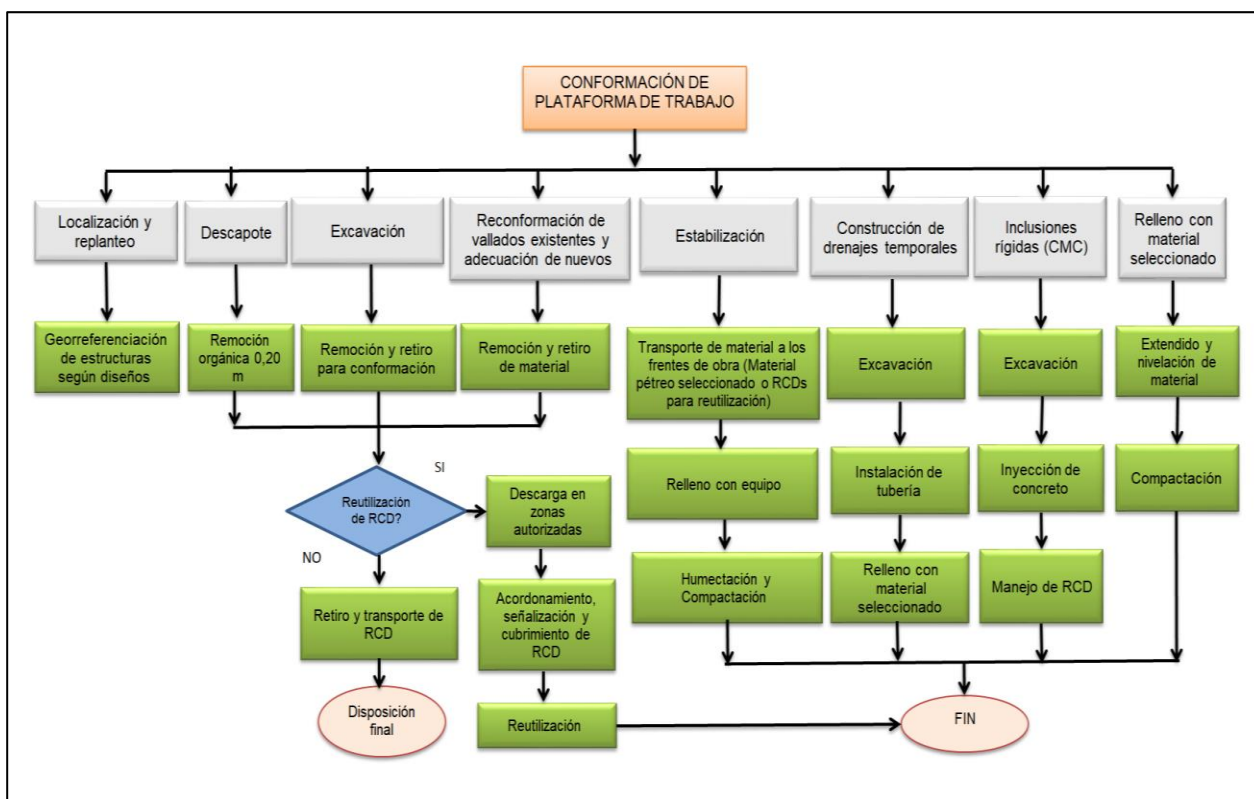 CONFORMACIÓN DE
PLATAFORMA DE TRABAJO
Localización y
replanteo
Descapote
Excavación
Reconformación de
vallados existentes y
adecuación de nuevos
Estabilización
Construcción de
drenajes temporales
Inclusiones
rígidas (CMC)
Relleno con
material
seleccionado
Georreferenciación
de estructuras
según diseños
Remoción
orgánica 0,20
m
Remoción y retiro
para conformación
Remoción y retiro
de material
Transporte de material a los
frentes de obra (Material
pétreo seleccionado o RCDs
para reutilización)
Excavación
Excavación
Extendido y
nivelación de
material
SI
Reutilización
de RCD?
NO
Descarga en
zonas
autorizadas
Relleno con equipo
Instalación de
tubería
Inyección de
concreto
Compactación
Retiro y transporte de
RCD
Acordonamiento,
señalización y
cubrimiento de
RCD
Humectación y
Compactación
Relleno con
material
seleccionado
Manejo de RCD
Disposición
final
Reutilización
FIN